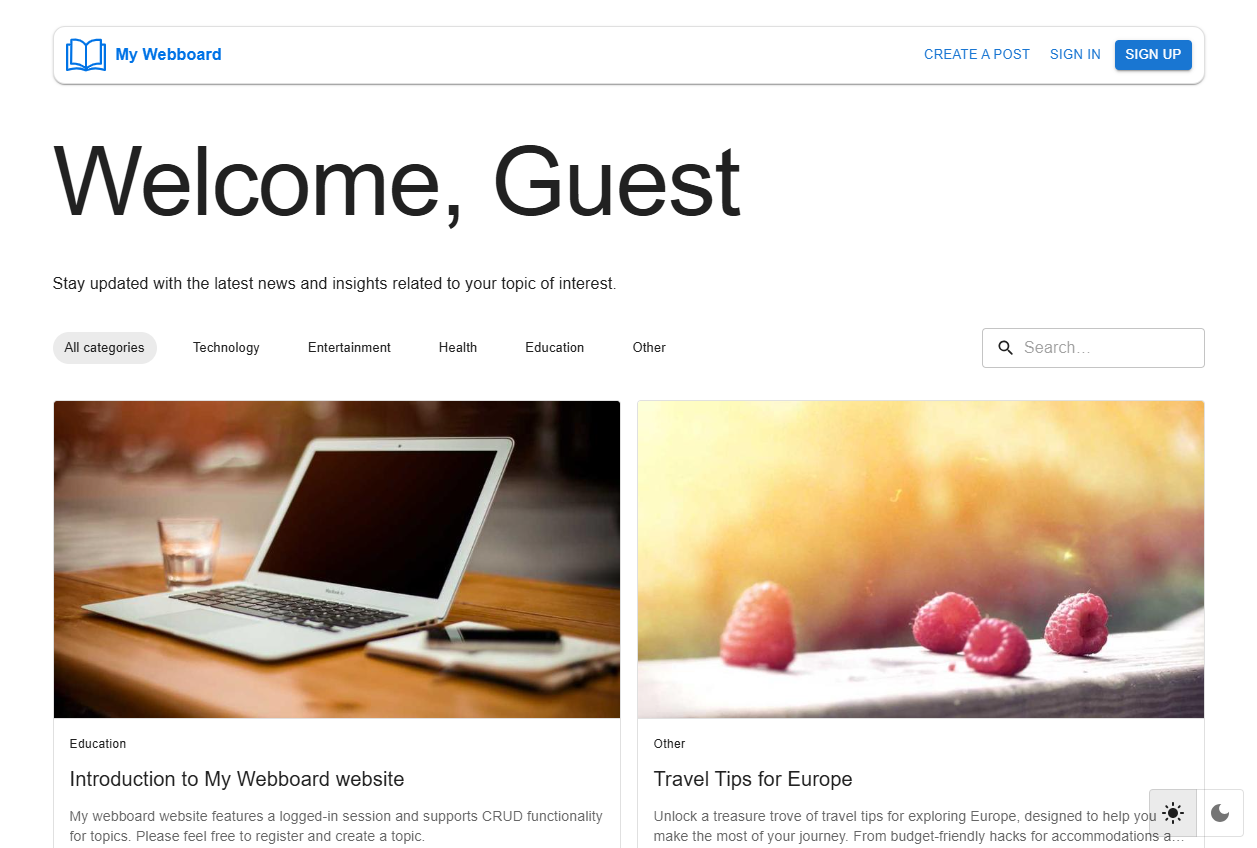 My Webboard
CREATE A POST
SIGN IN
SIGN UP
Welcome, Guest
Stay updated with the latest news and insights related to your topic of interest.
All categories
Technology
Entertainment
Health
Education
Other
Search…
Education
Introduction to My Webboard website
My webboard website features a logged-in session and supports CRUD functionality
for topics. Please feel free to register and create a topic.
Other
Travel Tips for Europe
Unlock a treasure trove of travel tips for exploring Europe, designed to help you
make the most of your journey. From budget-friendly hacks for accommodations a…